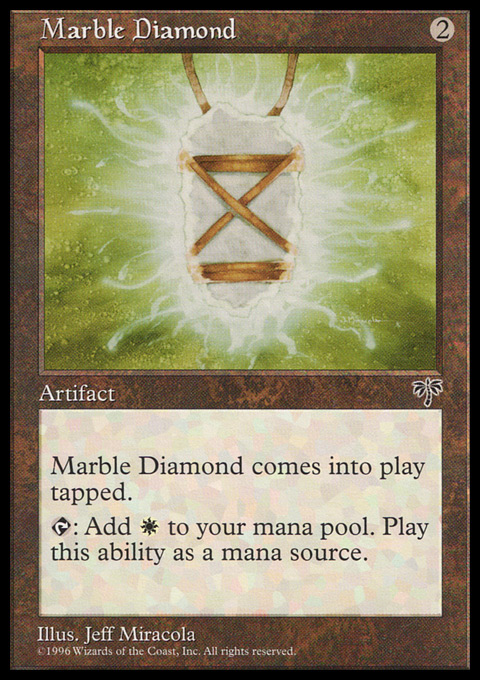 Marble Diamond 2
Artifact
Marble Diamond comes into play
tapped.
: Add to your mana pool. Play
this ability as a mana source.
Illus. Jeff Miracola
©1996 Wizards of the Coast, Inc. All rights reserved.